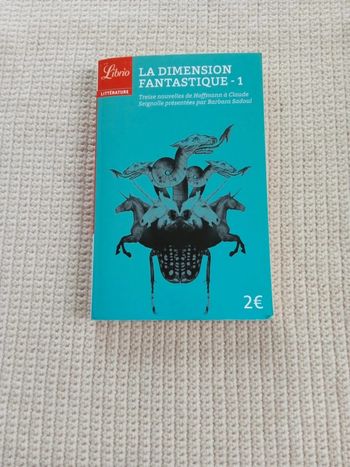 Librio
LITTÉRATURE
LA DIMENSION
FANTASTIQUE - 1
Treize nouvelles de Hoffmann à Claude
Seignolle présentées par Barbara Sadoul
2€